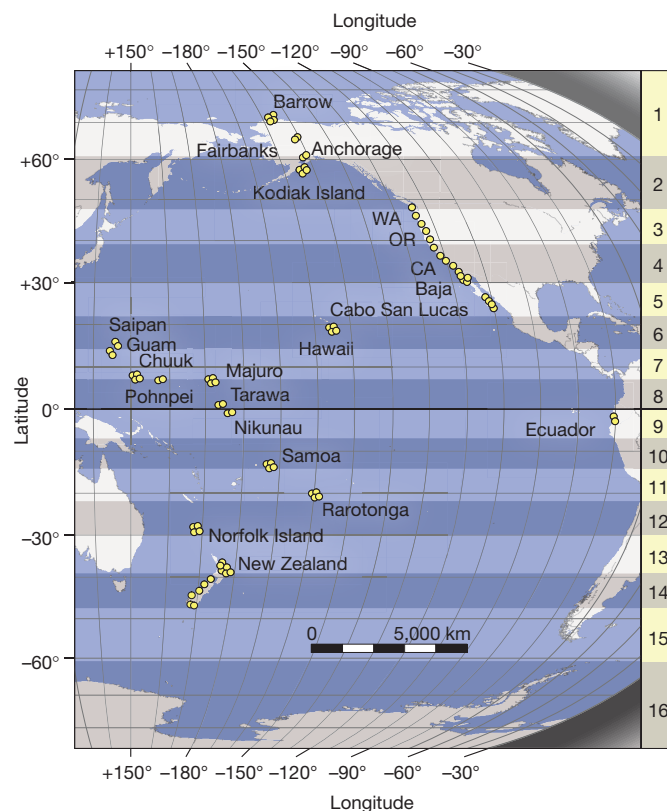 Longitude
+150° −180° −150° −120° −90° −60° −30°
Barrow
1
Fairbanks
Anchorage
+60°
2
Kodiak Island
WA
3
OR
4
CA
+30°
Baja
5
Cabo San Lucas
Saipan
6
Hawaii
Guam
Chuuk
7
Majuro
Pohnpei
Tarawa
8
Latitude
0°
Nikunau
Ecuador
9
Samoa
10
11
Rarotonga
12
Norfolk Island
−30°
13
New Zealand
14
0 5,000 km
15
−60°
16
+150° −180° −150° −120° −90° −60° −30°
Longitude